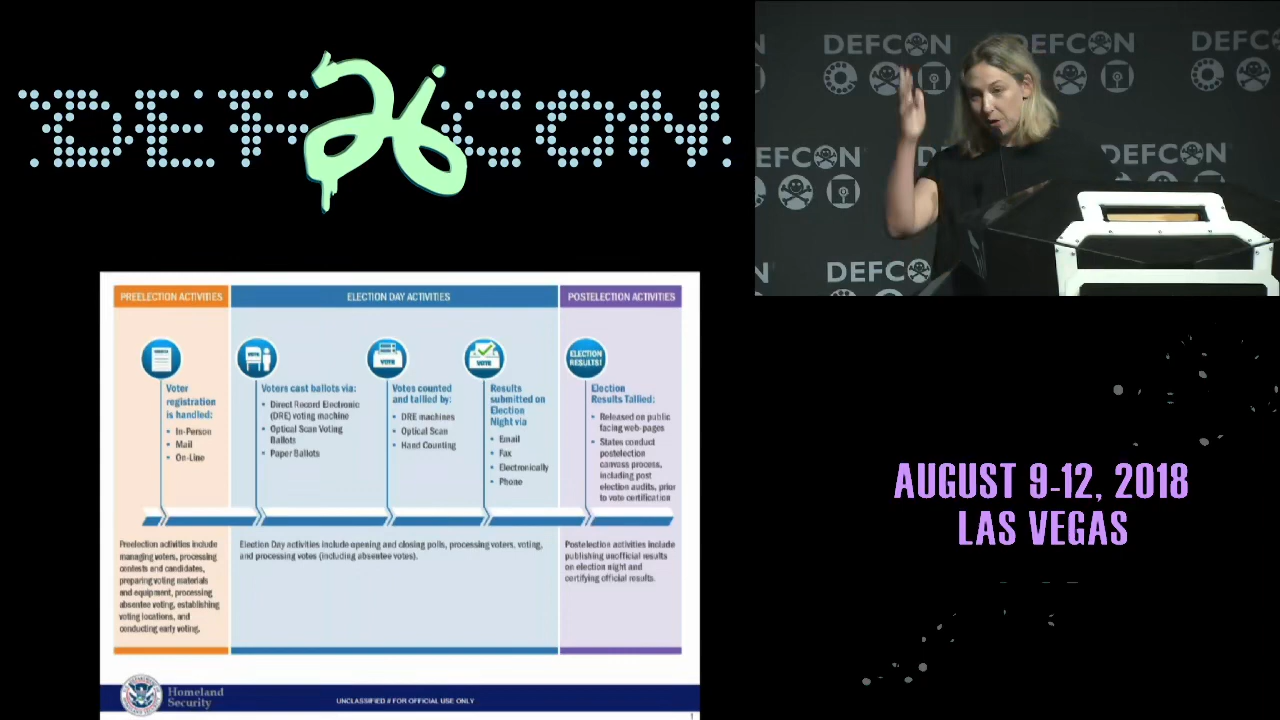 DEF CON
26
DEFCON
DEFCON
DEFCON
DEFCON
DEFCON
PREELECTION ACTIVITIES
ELECTION DAY ACTIVITIES
POSTELECTION ACTIVITIES
VOTE
VOTE
VOTE
ELECTION
RESULTS!
Voter
registration
is handled:
• In-Person
• Mail
• On-Line
Voters cast ballots via:
• Direct Record Electronic
(DRE) voting machine
• Optical Scan Voting
Ballots
• Paper Ballots
Votes counted
and tallied by:
• DRE machines
• Optical Scan
• Hand Counting
Results
submitted on
Election
Night via
• Email
• Fax
• Electronically
• Phone
Election
Results Tallied:
• Released on public
facing web-pages
• States conduct
postelection
canvass process,
including post
election audits, prior
to vote certification
Preelection activities include
managing voters, processing
contests and candidates,
preparing voting materials
and equipment, processing
absentee voting, establishing
voting locations, and
conducting early voting.
Election Day activities include opening and closing polls, processing voters, voting,
and processing votes (including absentee votes).
Postelection activities include
publishing unofficial results
on election night and
certifying official results.
Homeland
Security
UNCLASSIFIED // FOR OFFICIAL USE ONLY
1
AUGUST 9-12, 2018
LAS VEGAS